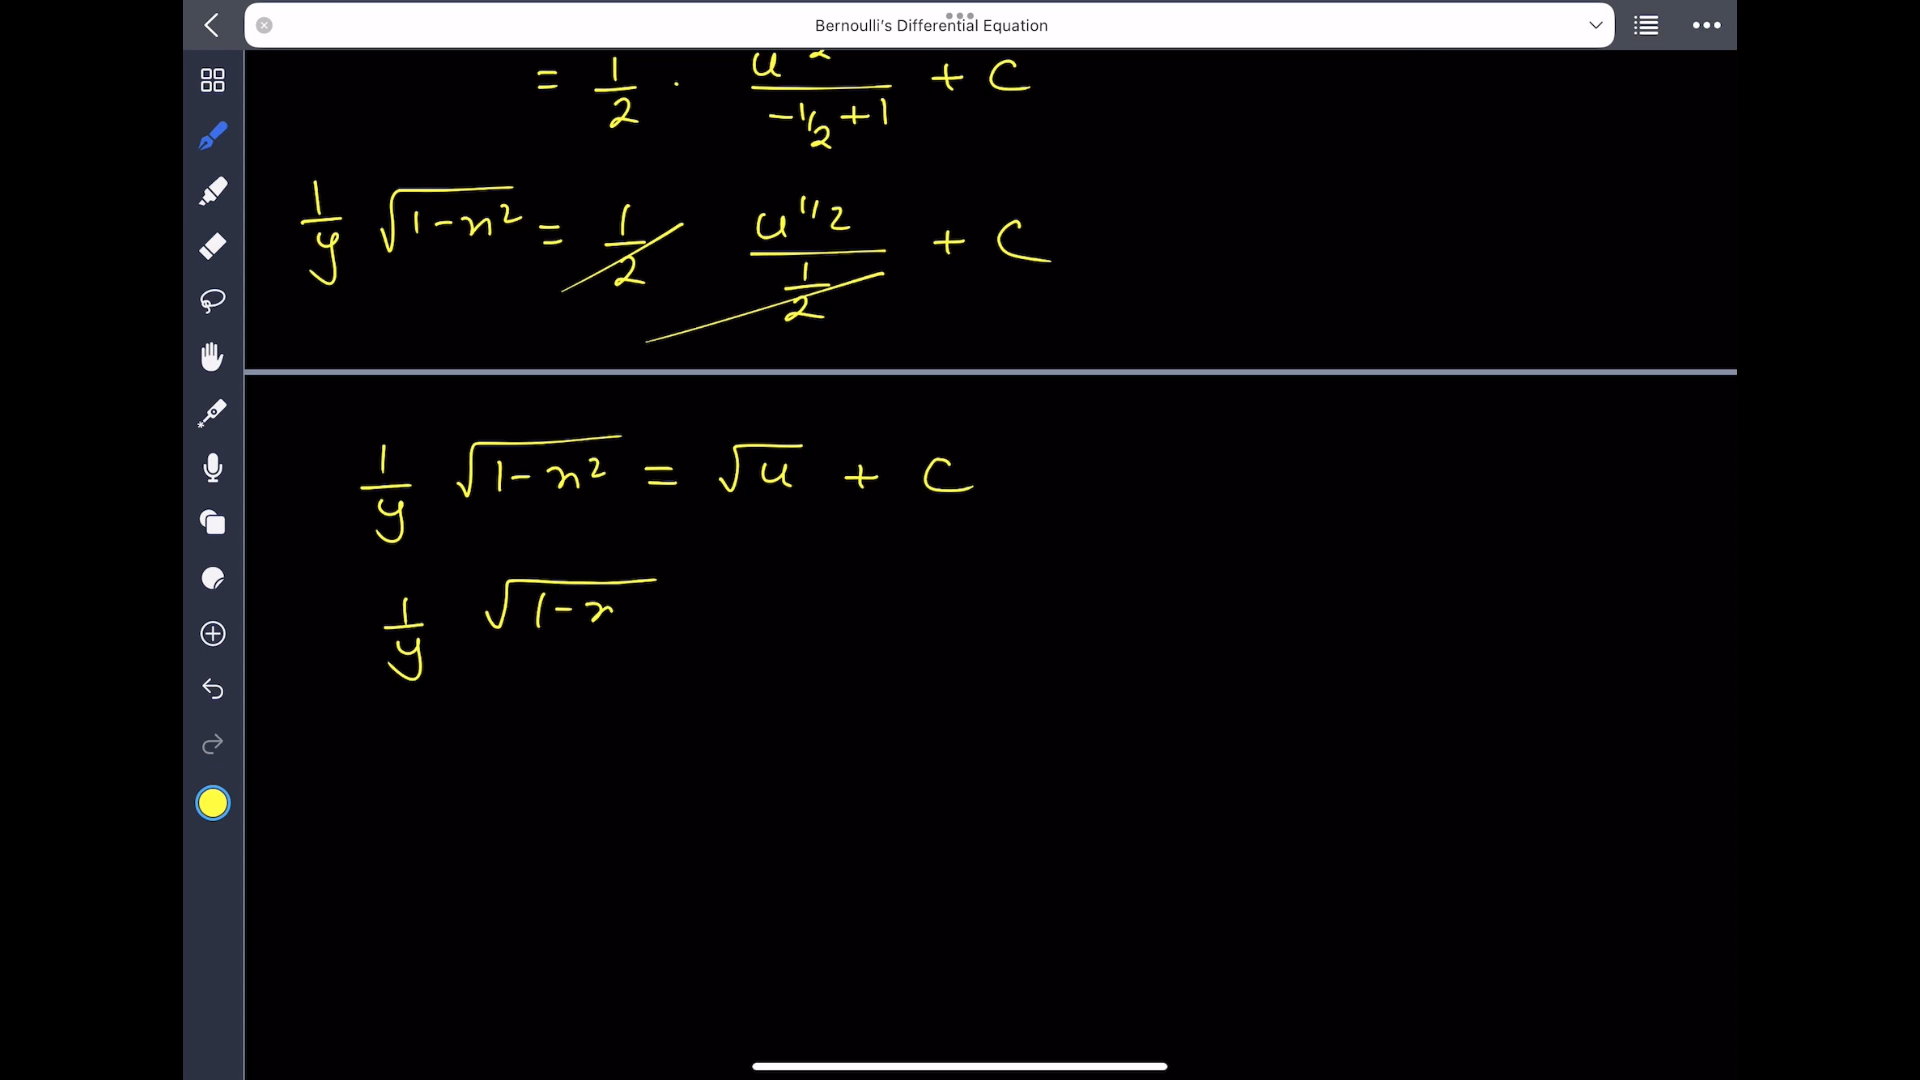 Bernoulli's Differential Equation
= 1/2 · u^2/(-1/2+1) + C
1/y √(1-x²) = 1/2 u^1/2/(1/2) + C
1/y √(1-x²) = √u + C
1/y √(1-x